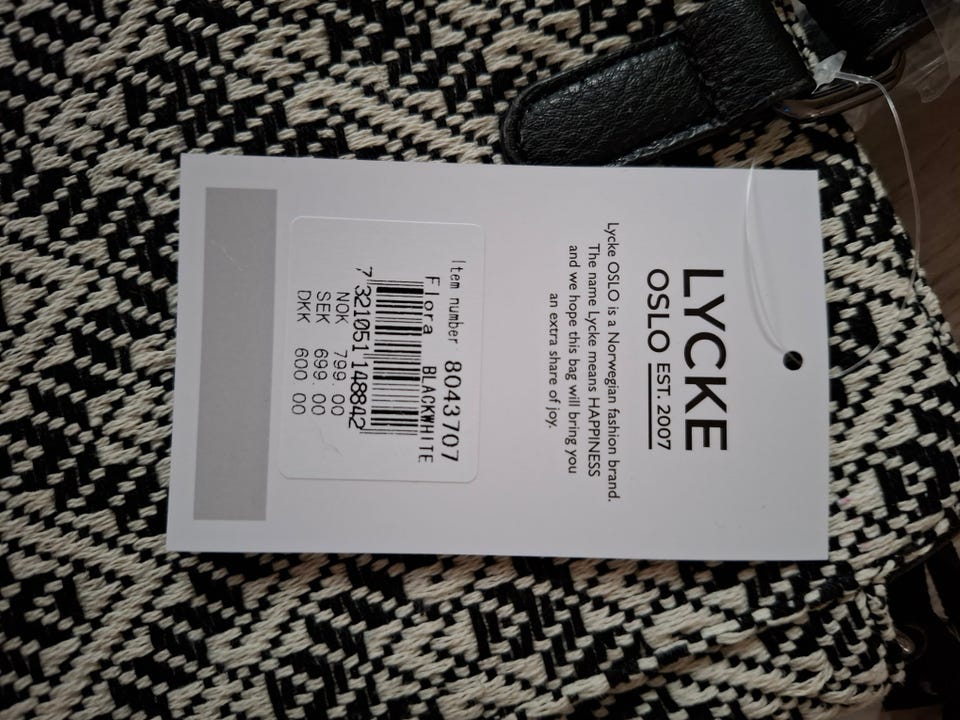 LYCKE
OSLO EST. 2007
Lycke OSLO is a Norwegian fashion brand.
The name Lycke means HAPPINESS
and we hope this bag will bring you
an extra share of joy.
Item number 8043707
Flora BLACKWHITE
7 321051 148842
NOK 799.00
SEK 699.00
DKK 600.00